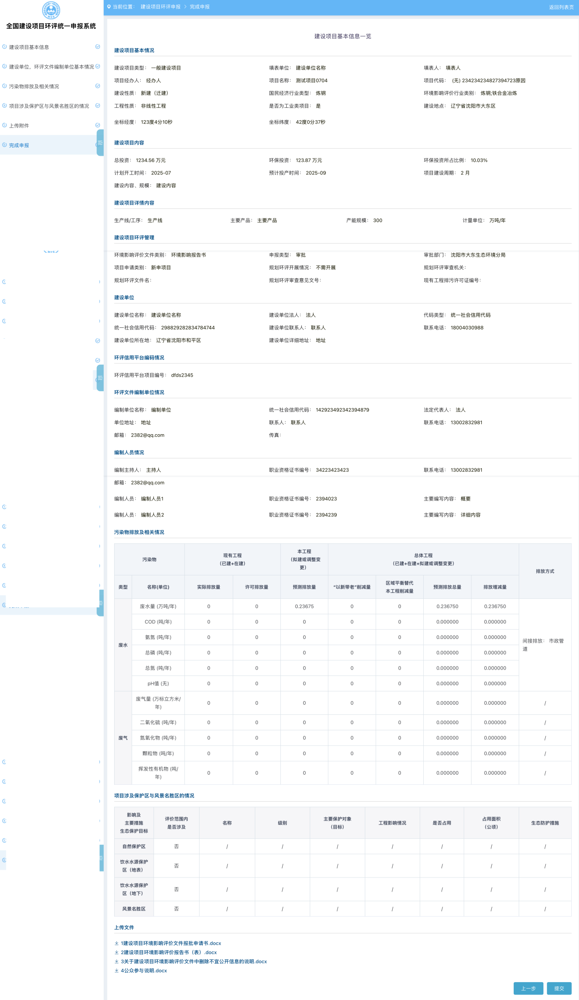 全国建设项目环评统一申报系统
建设项目基本信息
建设单位，环评文件编制单位基本情况
污染物排放及相关情况
项目涉及保护区与风景名胜区的情况
上传附件
完成申报
当前位置： 建设项目环评申报 > 完成申报 返回列表页
建设项目基本信息一览
建设项目基本情况
建设项目类型： 一般建设项目 填表单位： 建设单位名称 填表人： 填表人
项目经办人： 经办人 项目名称： 测试项目0704 项目代码： (无) 234234234827394723原因
建设性质： 新建（迁建） 国民经济行业类型： 炼钢 环境影响评价行业类别： 炼钢;铁合金冶炼
工程性质： 非线性工程 是否为工业类项目： 是 建设地点： 辽宁省沈阳市大东区
坐标经度： 123度4分10秒 坐标纬度： 42度0分37秒
建设项目内容
总投资： 1234.56 万元 环保投资： 123.87 万元 环保投资所占比例： 10.03%
计划开工时间： 2025-07 预计投产时间： 2025-09 项目建设周期： 2 月
建设内容、规模： 建设内容
建设项目详情内容
生产线/工序： 生产线 主要产品： 主要产品 产能规模： 300 计量单位： 万吨/年
建设项目环评管理
环境影响评价文件类别： 环境影响报告书 申报类型： 审批 审批部门： 沈阳市大东生态环境分局
项目申请类别： 新申项目 规划环评开展情况： 不需开展 规划环评审查机关：
规划环评文件名： 规划环评审查意见文号： 现有工程排污许可证编号：
建设单位
建设单位名称： 建设单位名称 建设单位法人： 法人 代码类型： 统一社会信用代码
统一社会信用代码： 298829282834784744 建设单位联系人： 联系人 联系电话： 18004030988
建设单位所在地： 辽宁省沈阳市和平区 建设单位详细地址： 地址
环评信用平台编码情况
环评信用平台项目编号： dfds2345
环评文件编制单位情况
编制单位名称： 编制单位 统一社会信用代码： 142923492342394879 法定代表人： 法人
单位地址： 地址 联系人： 联系人 联系电话： 13002832981
邮箱： 2382@qq.com 传真：
编制人员情况
编制主持人： 主持人 职业资格证书编号： 34223423423 联系电话： 13002832981
邮箱： 2382@qq.com
编制人员： 编制人员1 职业资格证书编号： 2394023 主要编写内容： 概要
编制人员： 编制人员2 职业资格证书编号： 2394239 主要编写内容： 详细内容
污染物排放及相关情况
污染物 现有工程 （已建+在建） 本工程 （拟建或调整变更） 总体工程 （已建+在建+拟建或调整变更） 排放方式
类型 名称(单位) 实际排放量 许可排放量 预测排放量 “以新带老”削减量 区域平衡替代本工程削减量 预测排放总量 排放增减量
废水 废水量 (万吨/年) 0 0 0.23675 0 0 0.236750 0.236750 间接排放： 市政管道
COD (吨/年) 0 0 0 0 0 0.000000 0.000000
氨氮 (吨/年) 0 0 0 0 0 0.000000 0.000000
总磷 (吨/年) 0 0 0 0 0 0.000000 0.000000
总氮 (吨/年) 0 0 0 0 0 0.000000 0.000000
pH值 (无) 0 0 0 0 0 0.000000 0.000000
废气 废气量 (万标立方米/年) 0 0 0 0 0 0.000000 0.000000 /
二氧化硫 (吨/年) 0 0 0 0 0 0.000000 0.000000 /
氮氧化物 (吨/年) 0 0 0 0 0 0.000000 0.000000 /
颗粒物 (吨/年) 0 0 0 0 0 0.000000 0.000000 /
挥发性有机物 (吨/年) 0 0 0 0 0 0.000000 0.000000 /
项目涉及保护区与风景名胜区的情况
影响及主要措施生态保护目标 评价范围内是否涉及 名称 级别 主要保护对象（目标） 工程影响情况 是否占用 占用面积（公顷） 生态防护措施
自然保护区 否 / / / / / / /
饮水水源保护区（地表） 否 / / / / / / /
饮水水源保护区（地下） 否 / / / / / / /
风景名胜区 否 / / / / / / /
上传文件
1建设项目环境影响评价文件报批申请书.docx
2建设项目环境影响评价报告书（表）.docx
3关于建设项目环境影响评价文件中删除不宜公开信息的说明.docx
4公众参与说明.docx
上一步 提交